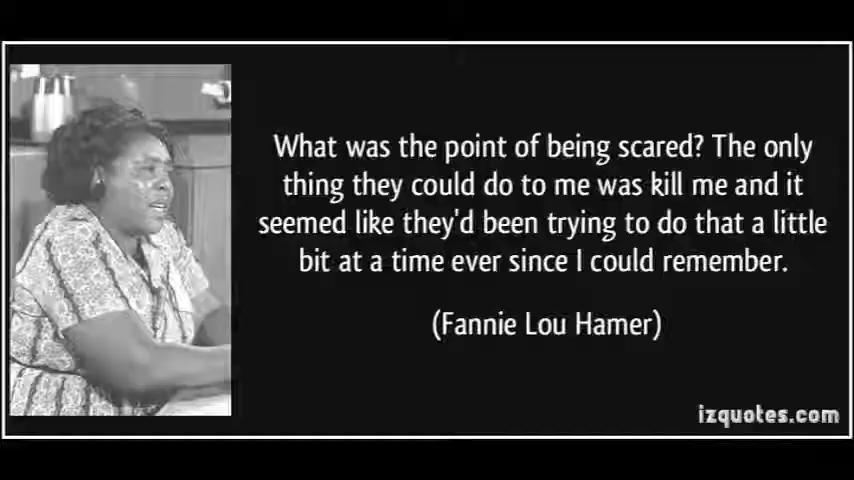 What was the point of being scared? The only
thing they could do to me was kill me and it
seemed like they'd been trying to do that a little
bit at a time ever since I could remember.
(Fannie Lou Hamer)
izquotes.com